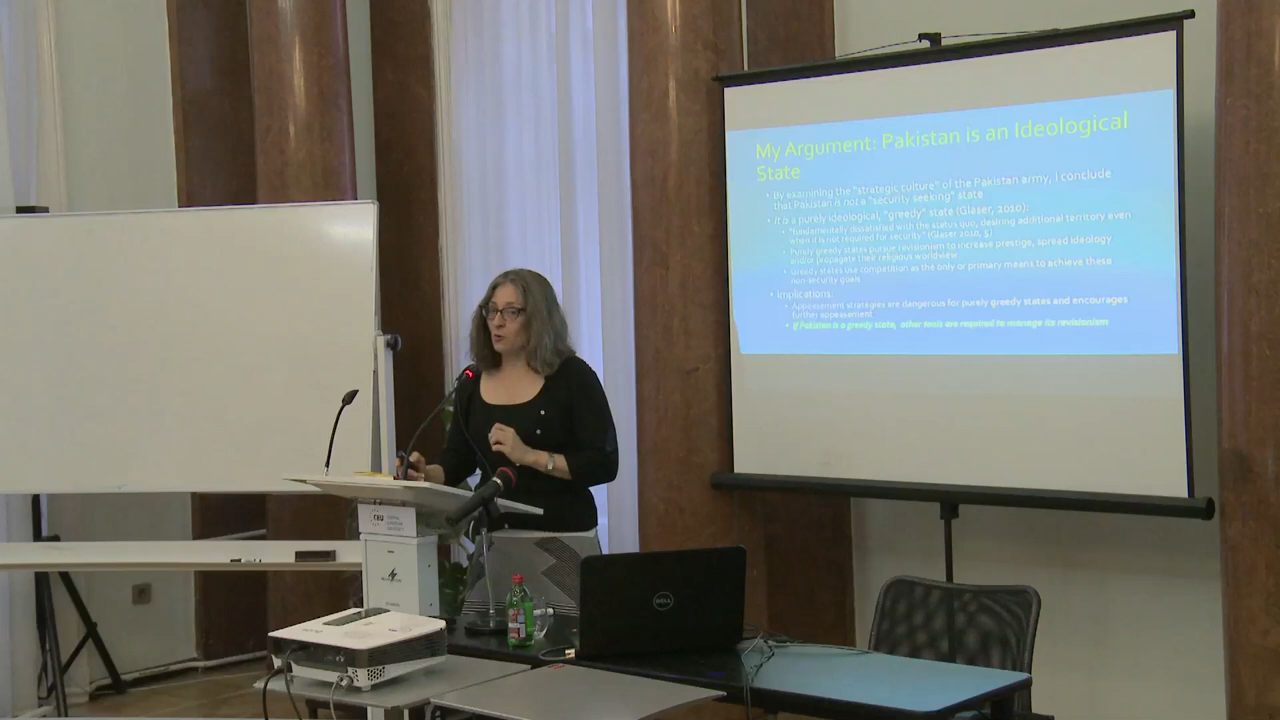 My Argument: Pakistan is an Ideological
State
By examining the "strategic culture" of the Pakistan army, I conclude
that Pakistan is not a "security seeking" state
It is a purely ideological, "greedy" state (Glaser, 2010):
"fundamentally dissatisfied with the status quo, desiring additional territory even
when it is not required for security" (Glaser 2010, 5)
Purely greedy states pursue revisionism to increase prestige, spread ideology
and/or propagate their religious worldview
Greedy states use competition as the only or primary means to achieve these
non-security goals
Implications:
Appeasement strategies are dangerous for purely greedy states and encourages
further appeasement
If Pakistan is a greedy state, other tools are required to manage its revisionism
CEU
DELL